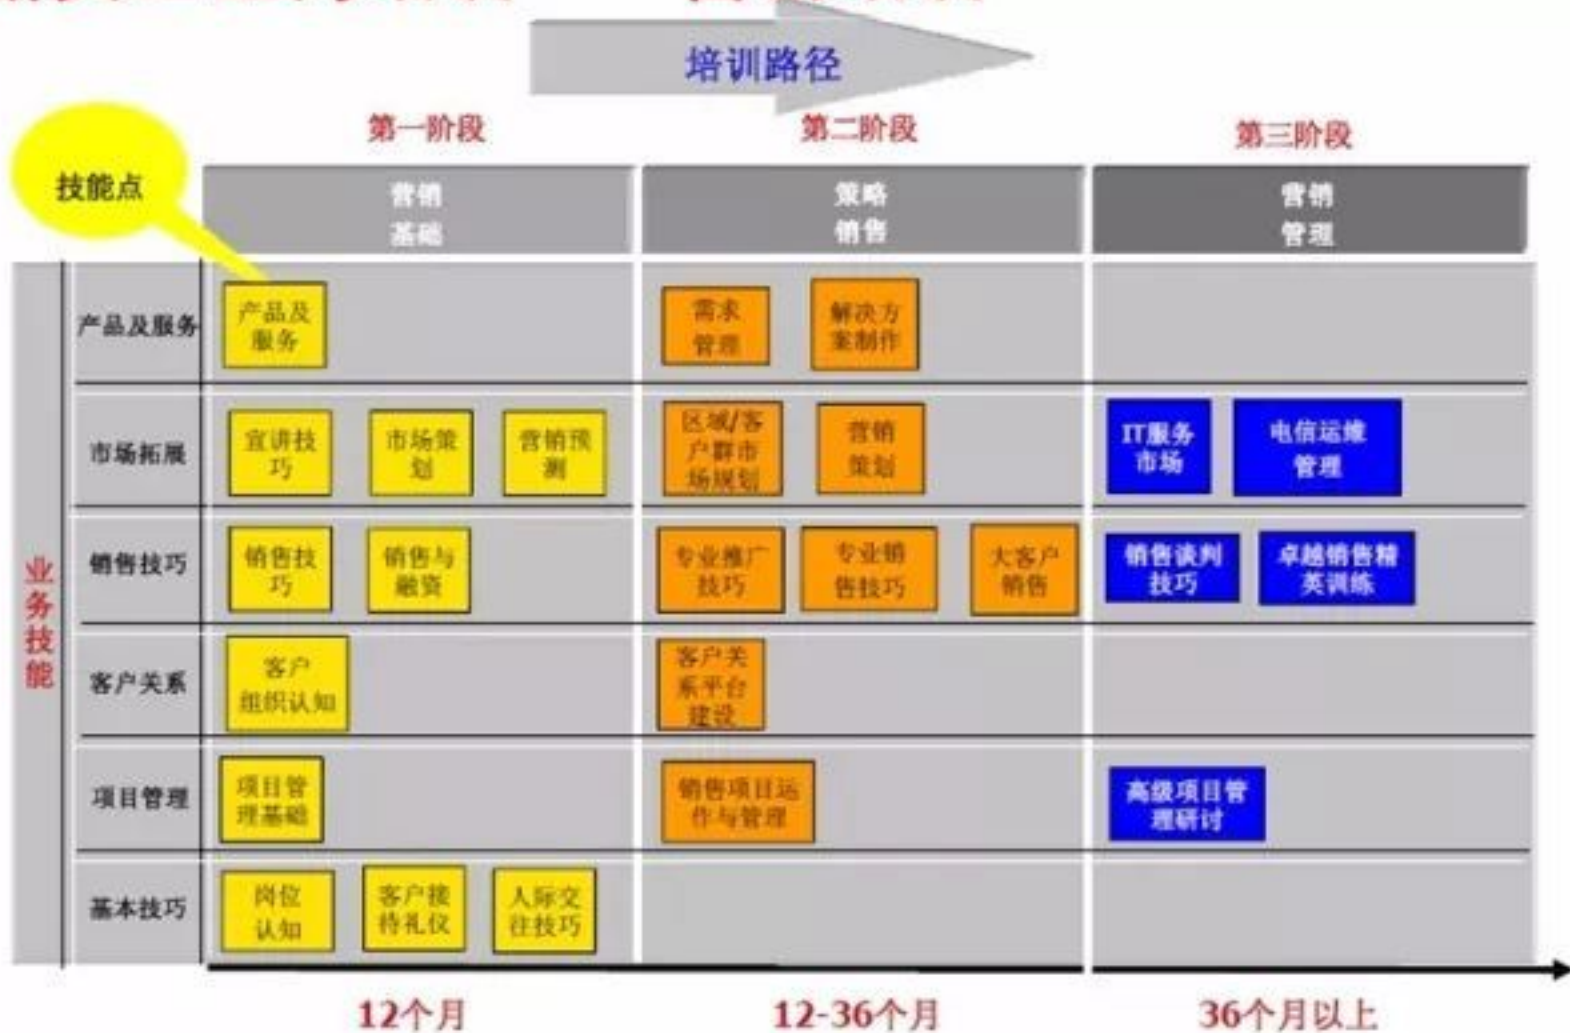 培训路径
第一阶段
第二阶段
第三阶段
技能点
营销
基础
策略
销售
营销
管理
业务技能
产品及服务
产品及
服务
需求
管理
解决方
案制作
市场拓展
宣讲技
巧
市场策
划
营销预
测
区域/客
户群市
场规划
营销
策划
IT服务
市场
电信运维
管理
销售技巧
销售技
巧
销售与
融资
专业推广
技巧
专业销
售技巧
大客户
销售
销售谈判
技巧
卓越销售精
英训练
客户关系
客户
组织认知
客户关
系平台
建设
项目管理
项目管
理基础
销售项目运
作与管理
高级项目管
理研讨
基本技巧
岗位
认知
客户接
待礼仪
人际交
往技巧
12个月
12-36个月
36个月以上